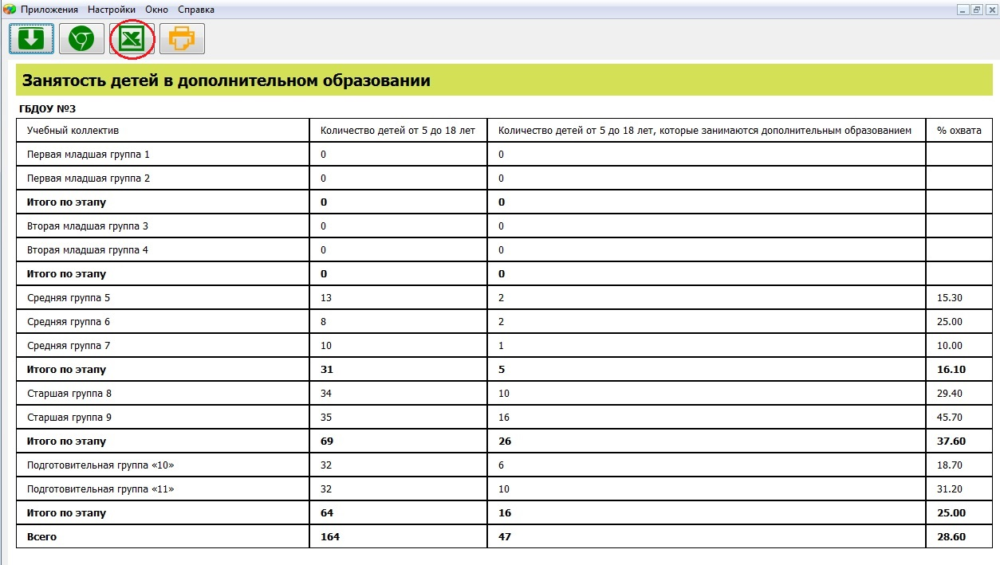 Приложения Настройки Окно Справка
Занятость детей в дополнительном образовании
ГБДОУ №3
Учебный коллектив Количество детей от 5 до 18 лет Количество детей от 5 до 18 лет, которые занимаются дополнительным образованием % охвата
Первая младшая группа 1 0 0
Первая младшая группа 2 0 0
Итого по этапу 0 0
Вторая младшая группа 3 0 0
Вторая младшая группа 4 0 0
Итого по этапу 0 0
Средняя группа 5 13 2 15.30
Средняя группа 6 8 2 25.00
Средняя группа 7 10 1 10.00
Итого по этапу 31 5 16.10
Старшая группа 8 34 10 29.40
Старшая группа 9 35 16 45.70
Итого по этапу 69 26 37.60
Подготовительная группа «10» 32 6 18.70
Подготовительная группа «11» 32 10 31.20
Итого по этапу 64 16 25.00
Всего 164 47 28.60